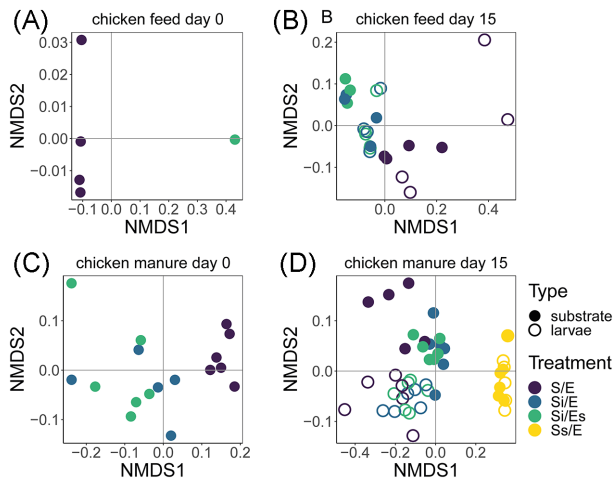 (A) chicken feed day 0
0.03
0.02
0.01
0.00
−0.01
NMDS2
−0.1 0.0 0.1 0.2 0.3 0.4
NMDS1
(B) B chicken feed day 15
0.2
0.1
0.0
−0.1
NMDS2
0.0 0.2 0.4
NMDS1
(C) chicken manure day 0
0.1
0.0
−0.1
NMDS2
−0.2 −0.1 0.0 0.1 0.2
NMDS1
(D) chicken manure day 15
0.1
0.0
−0.1
NMDS2
−0.4 −0.2 0.0 0.2
NMDS1
Type
substrate
larvae
Treatment
S/E
Si/E
Si/Es
Ss/E